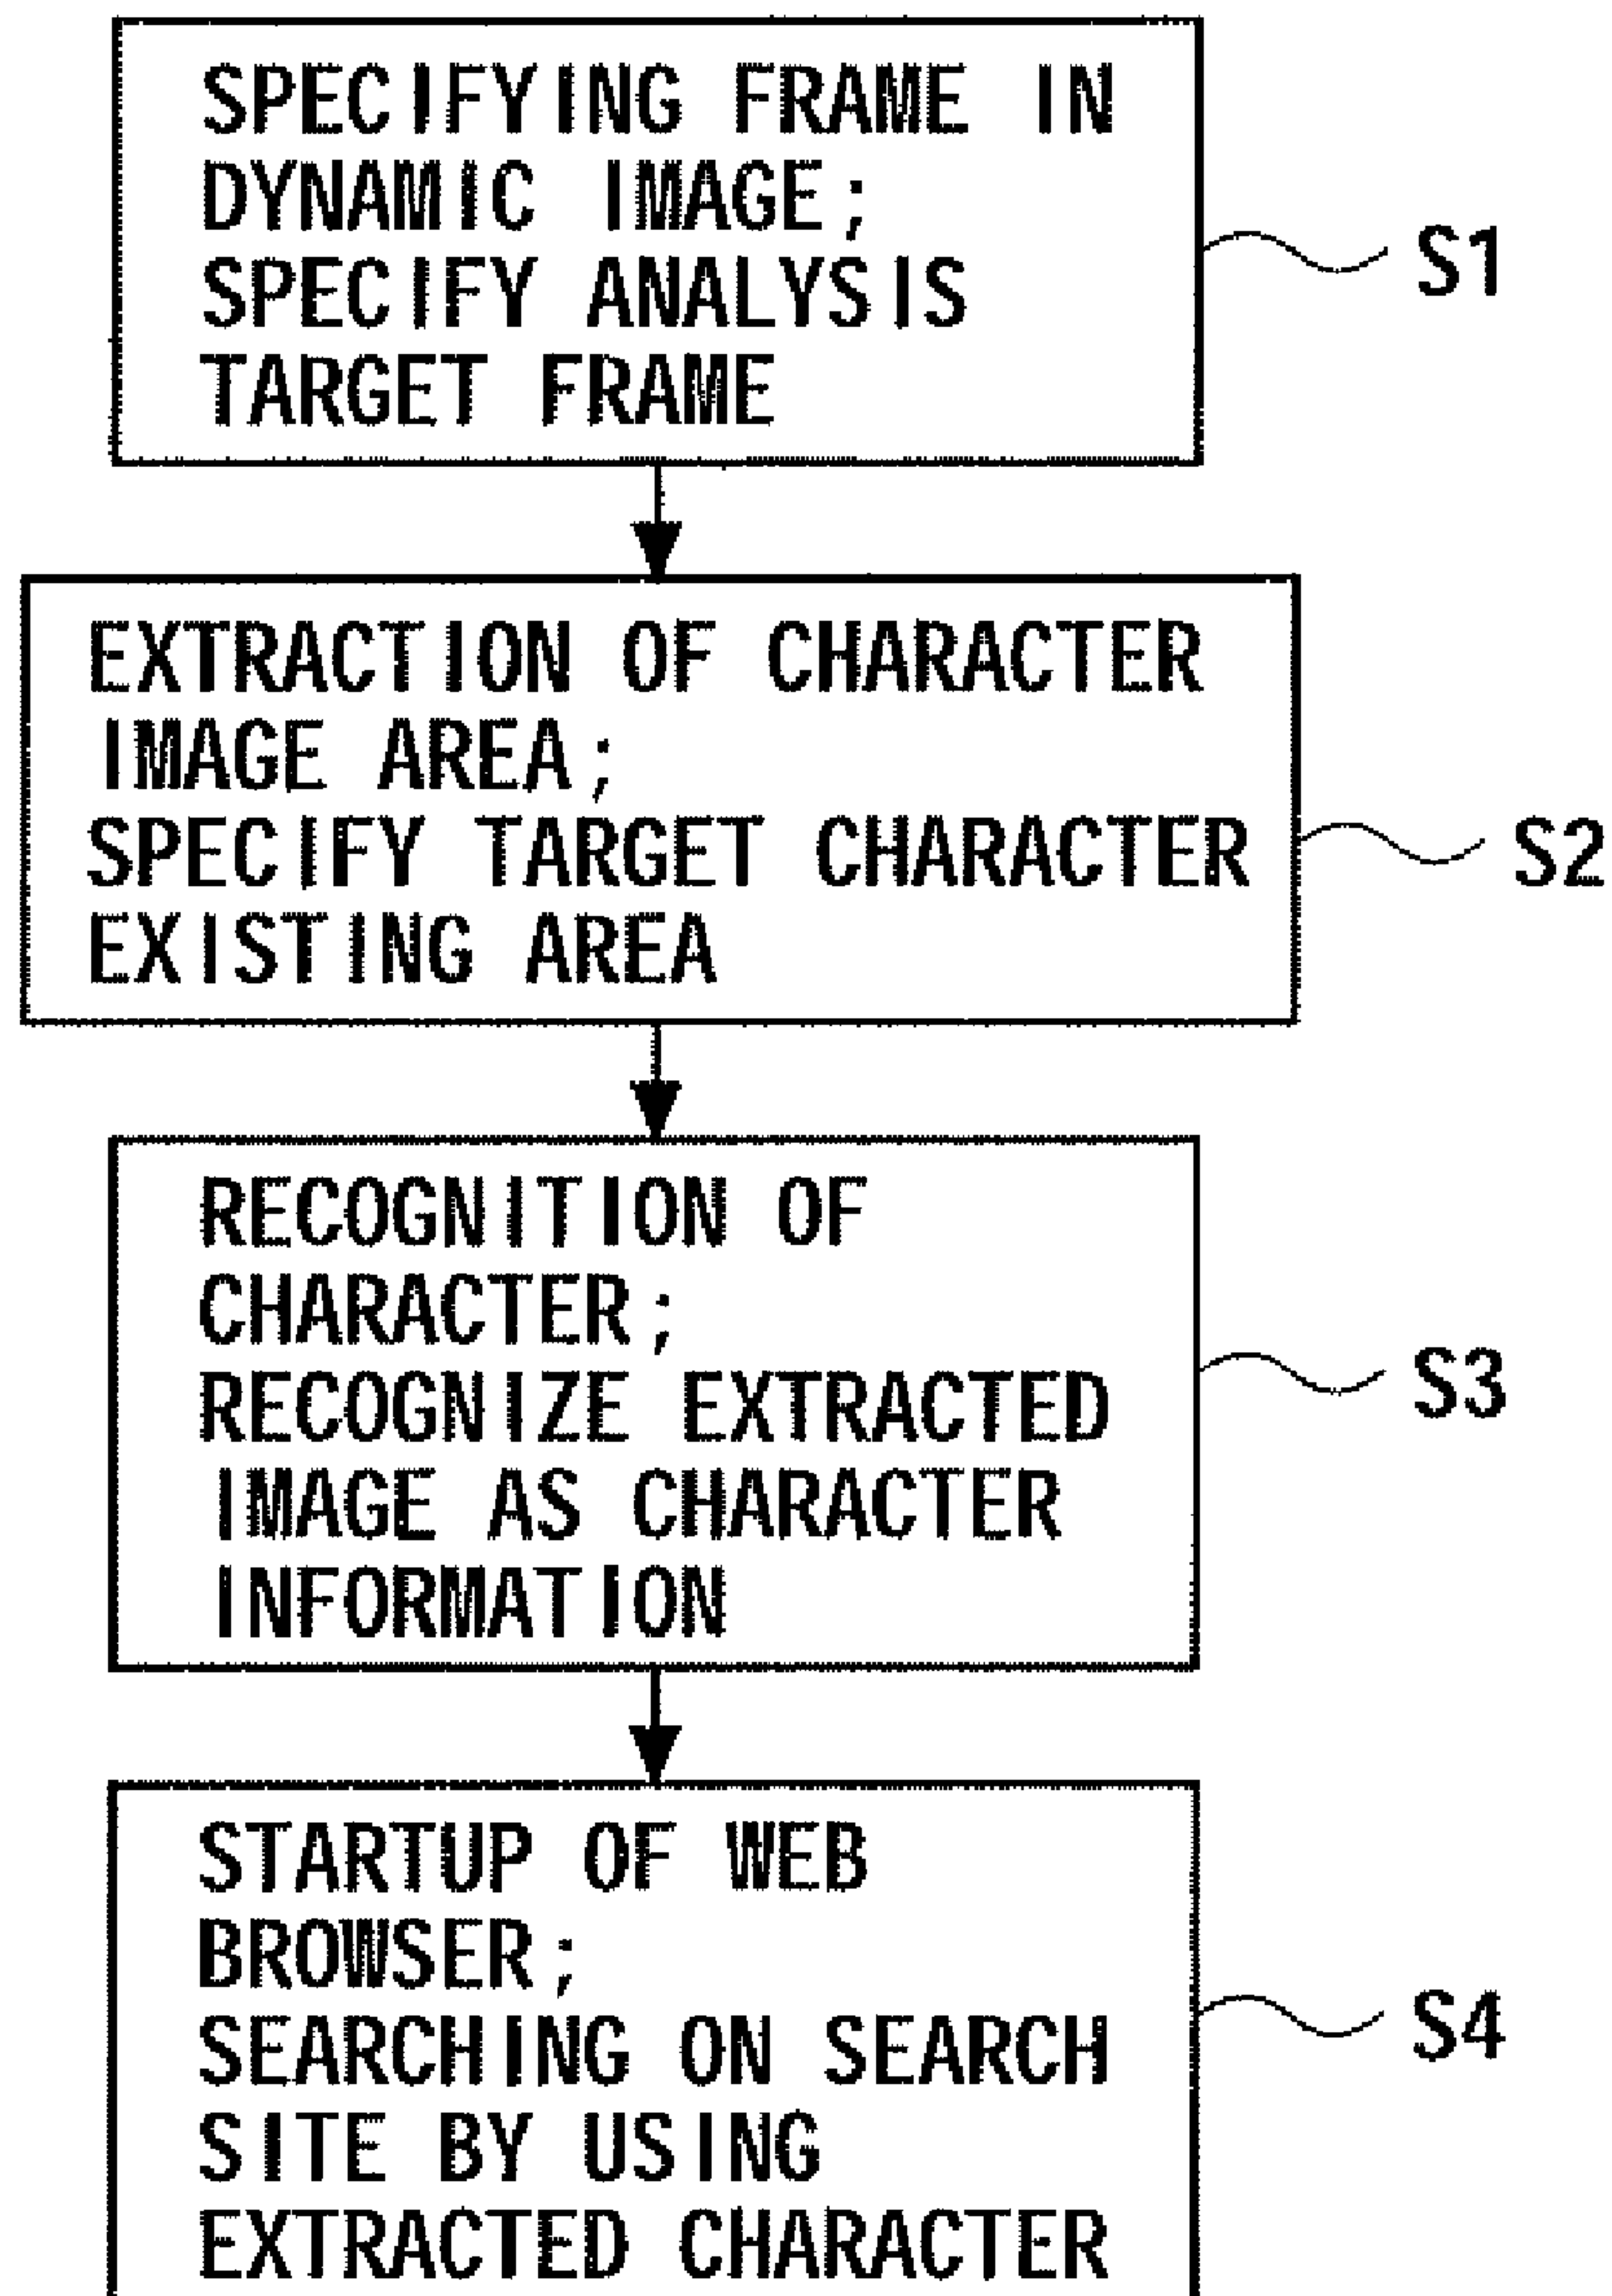 SPECIFYING FRAME IN
DYNAMIC IMAGE;
SPECIFY ANALYSIS
TARGET FRAME
S1
EXTRACTION OF CHARACTER
IMAGE AREA;
SPECIFY TARGET CHARACTER
EXISTING AREA
S2
RECOGNITION OF
CHARACTER;
RECOGNIZE EXTRACTED
IMAGE AS CHARACTER
INFORMATION
S3
STARTUP OF WEB
BROWSER;
SEARCHING ON SEARCH
SITE BY USING
EXTRACTED CHARACTER
S4